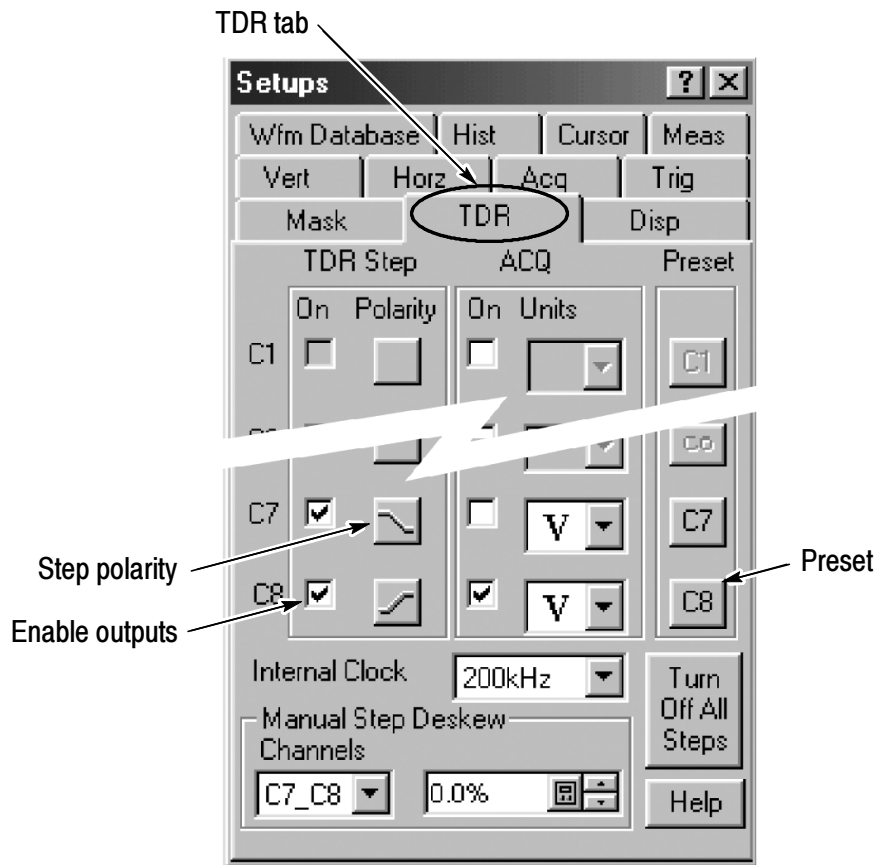 TDR tab
Setups
Wfm Database Hist Cursor Meas
Vert Horz Acq Trig
Mask TDR Disp
TDR Step ACQ Preset
On Polarity On Units
C1 C1
C7 V C7
Step polarity
Preset
C8 V C8
Enable outputs
Internal Clock 200kHz
Turn
Off All
Steps
Manual Step Deskew
Channels
C7_C8 0.0%
Help